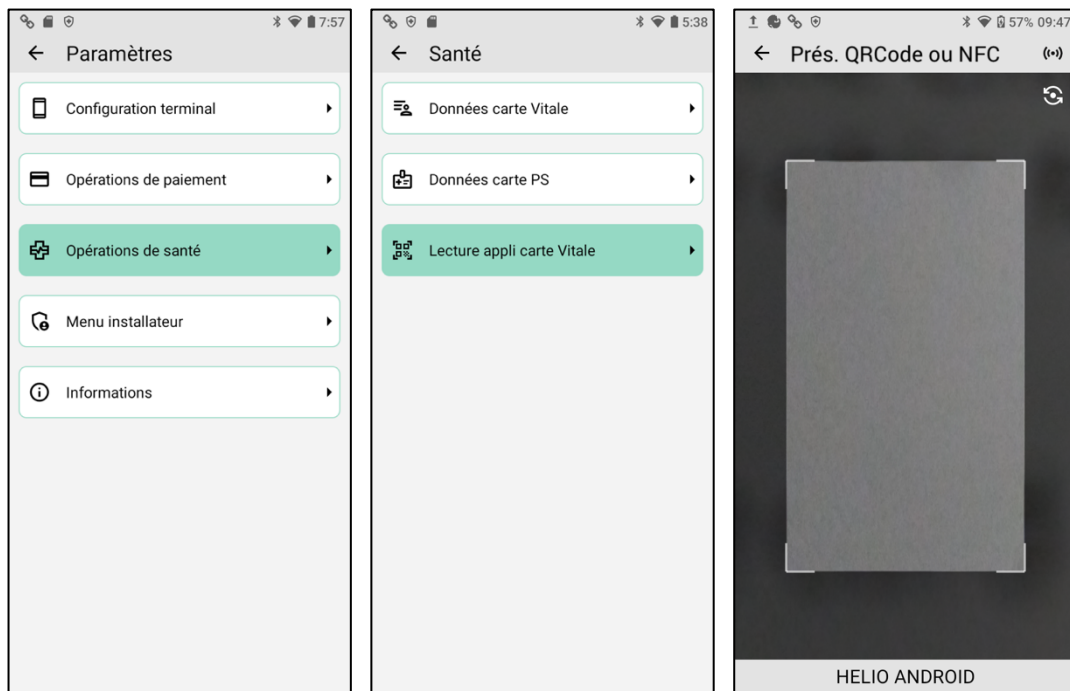 7:57
Paramètres
Configuration terminal
Opérations de paiement
Opérations de santé
Menu installateur
Informations
5:38
Santé
Données carte Vitale
Données carte PS
Lecture appli carte Vitale
57% 09:47
Prés. QRCode ou NFC
HELIO ANDROID